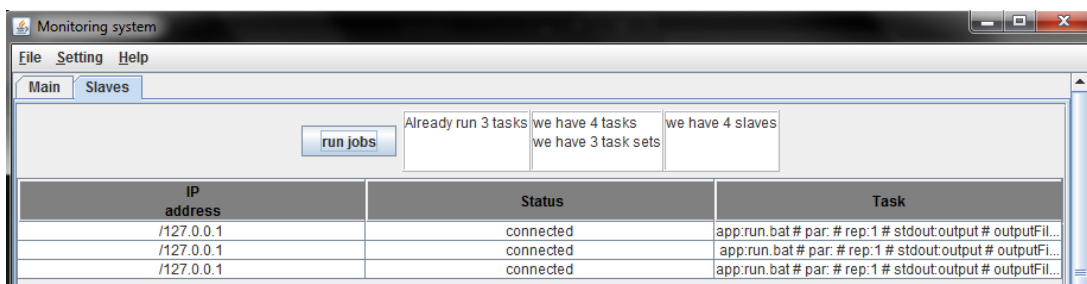 Monitoring system
File Setting Help
Main Slaves
run jobs
Already run 3 tasks
we have 4 tasks
we have 3 task sets
we have 4 slaves
IP address Status Task
/127.0.0.1 connected app:run.bat # par: # rep:1 # stdout:output # outputFil...
/127.0.0.1 connected app:run.bat # par: # rep:1 # stdout:output # outputFi...
/127.0.0.1 connected app:run.bat # par: # rep:1 # stdout:output # outputFil...